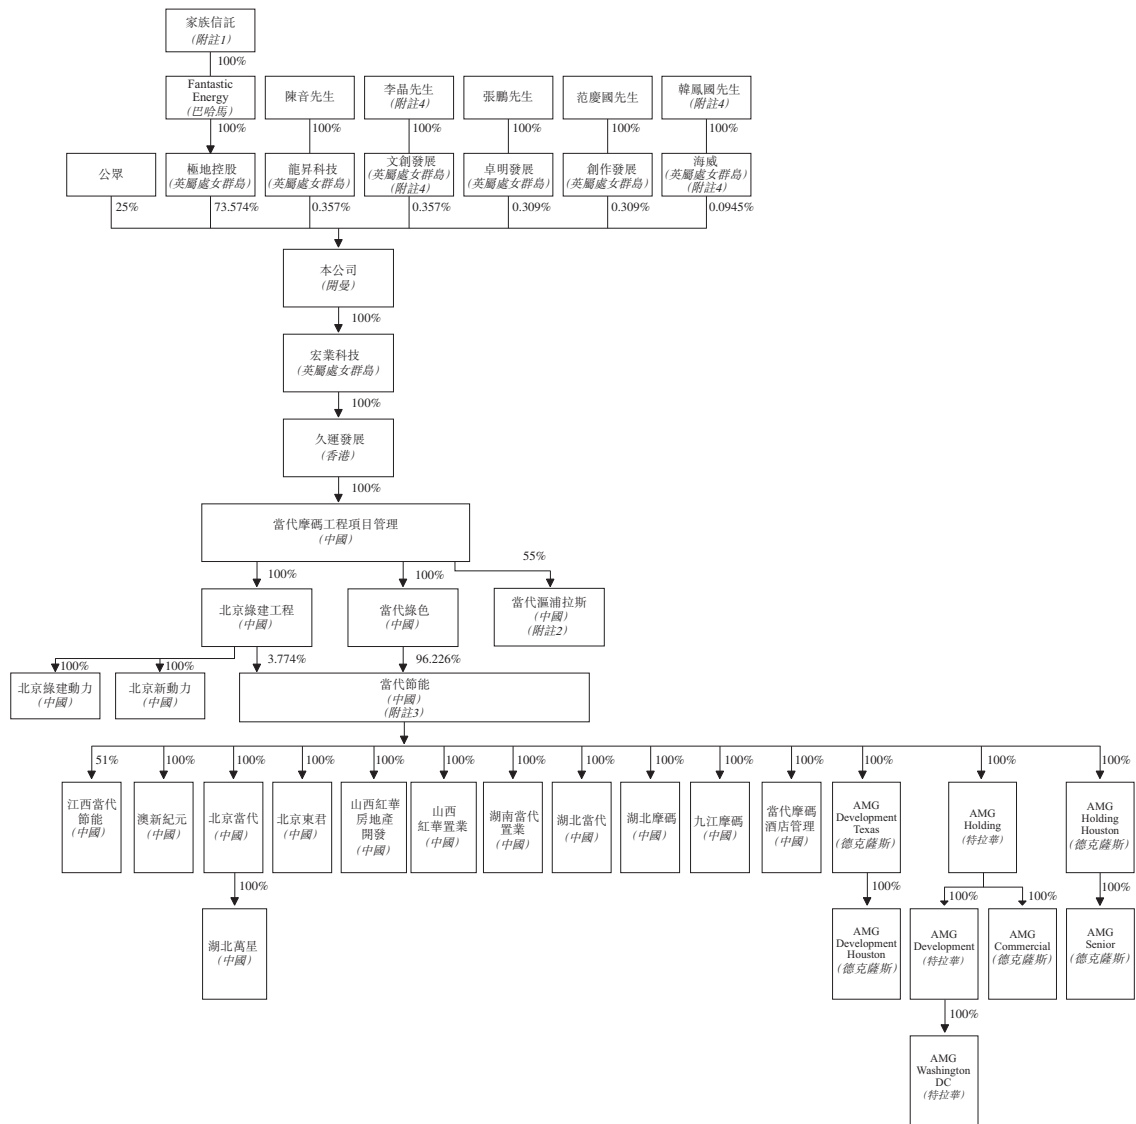 家族信託
(附註1)
100%
Fantastic
Energy
(巴哈馬)
陳音先生
李晶先生
(附註4)
張鵬先生
范慶國先生
韓鳳國先生
(附註4)
100%
100%
100%
100%
100%
100%
公眾
極地控股
(英屬處女群島)
龍昇科技
(英屬處女群島)
文創發展
(英屬處女群島)
(附註4)
卓明發展
(英屬處女群島)
創作發展
(英屬處女群島)
海威
(英屬處女群島)
(附註4)
25%
73.574%
0.357%
0.357%
0.309%
0.309%
0.0945%
本公司
(開曼)
100%
宏業科技
(英屬處女群島)
100%
久運發展
(香港)
100%
當代摩碼工程項目管理
(中國)
100%
100%
55%
北京綠建工程
(中國)
當代綠色
(中國)
當代漚浦拉斯
(中國)
(附註2)
100%
100%
3.774%
96.226%
北京綠建動力
(中國)
北京新動力
(中國)
當代節能
(中國)
(附註3)
51%
100%
100%
100%
100%
100%
100%
100%
100%
100%
100%
100%
100%
100%
江西當代
節能
(中國)
澳新紀元
(中國)
北京當代
(中國)
北京東君
(中國)
山西紅華
房地產
開發
(中國)
山西
紅華置業
(中國)
湖南當代
置業
(中國)
湖北當代
(中國)
湖北摩碼
(中國)
九江摩碼
(中國)
當代摩碼
酒店管理
(中國)
AMG
Development
Texas
(德克薩斯)
AMG
Holding
(特拉華)
AMG
Holding
Houston
(德克薩斯)
100%
100%
100%
100%
100%
湖北萬星
(中國)
AMG
Development
Houston
(德克薩斯)
AMG
Development
(特拉華)
AMG
Commercial
(德克薩斯)
AMG
Senior
(德克薩斯)
100%
AMG
Washington
DC
(特拉華)